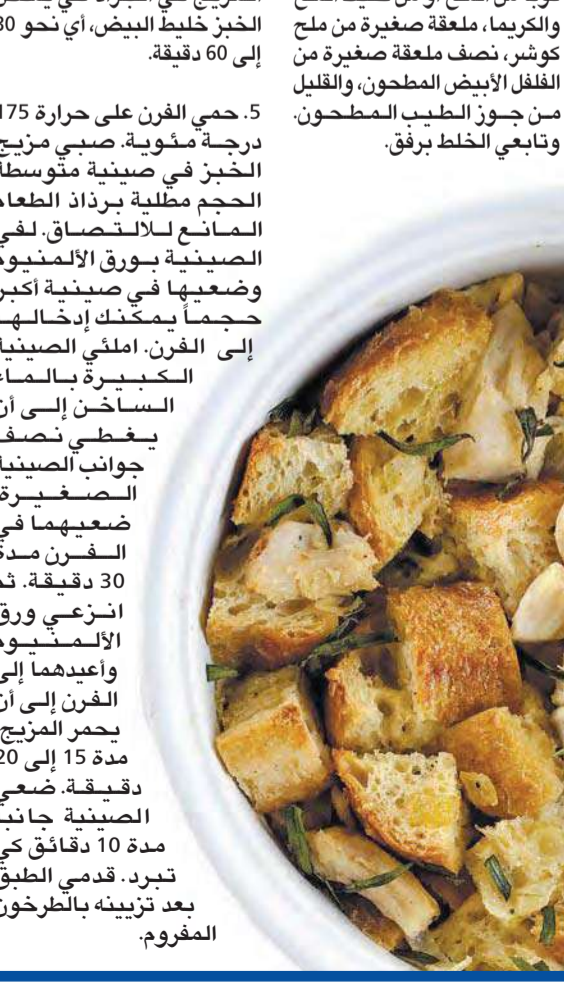 والكريما، ملعقة صغيرة من ملح
كوشر، نصف ملعقة صغيرة من
الفلفل الأبيض المطحون، والقليل
من جوز الطيب المطحون.
وتابعي الخلط برفق.
الخبز خليط البيض، أي نحو 30
إلى 60 دقيقة.
5. حمي الفرن على حرارة 175
درجة مئوية. صبي مزيج
الخبز في صينية متوسطة
الحجم مطلية برذاذ الطعام
المانع للالتصاق. لفي
الصينية بورق الألمنيوم
وضعيها في صينية أكبر
حجماً يمكنك إدخالها
إلى الفرن. املئي الصينية
الكبيرة بالماء
الساخن إلى أن
يغطي نصف
جوانب الصينية
الصغيرة.
ضعيهما في
الفرن مدة
30 دقيقة. ثم
انزعي ورق
الألمنيوم
وأعيدهما إلى
الفرن إلى أن
يحمر المزيج،
مدة 15 إلى 20
دقيقة. ضعي
الصينية جانباً
مدة 10 دقائق كي
تبرد. قدمي الطبق
بعد تزيينه بالطرخون
المفروم.